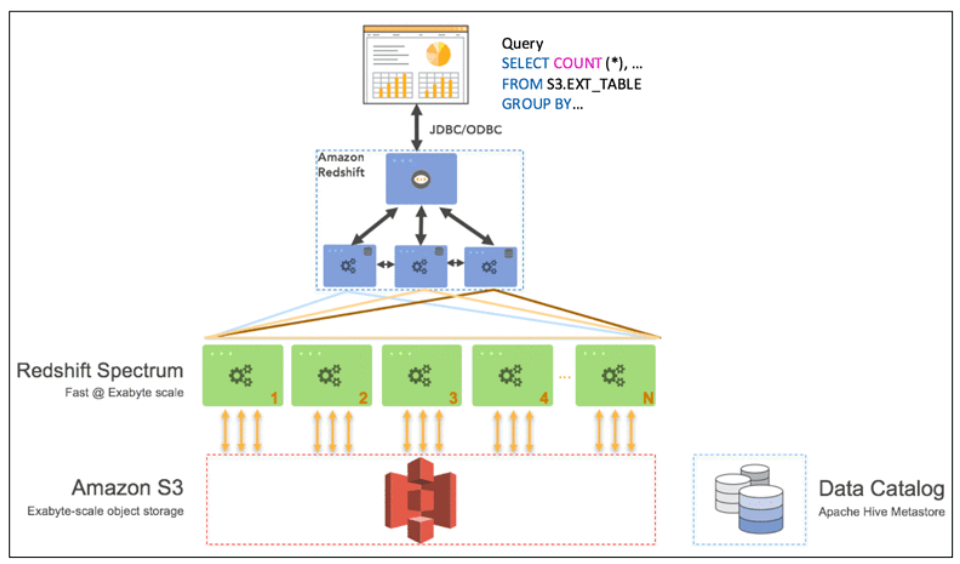 Query
SELECT COUNT (*), ...
FROM S3.EXT_TABLE
GROUP BY...
JDBC/ODBC
Amazon
Redshift
Redshift Spectrum
Fast @ Exabyte scale
1
2
3
4
...
N
Amazon S3
Exabyte-scale object storage
Data Catalog
Apache Hive Metastore